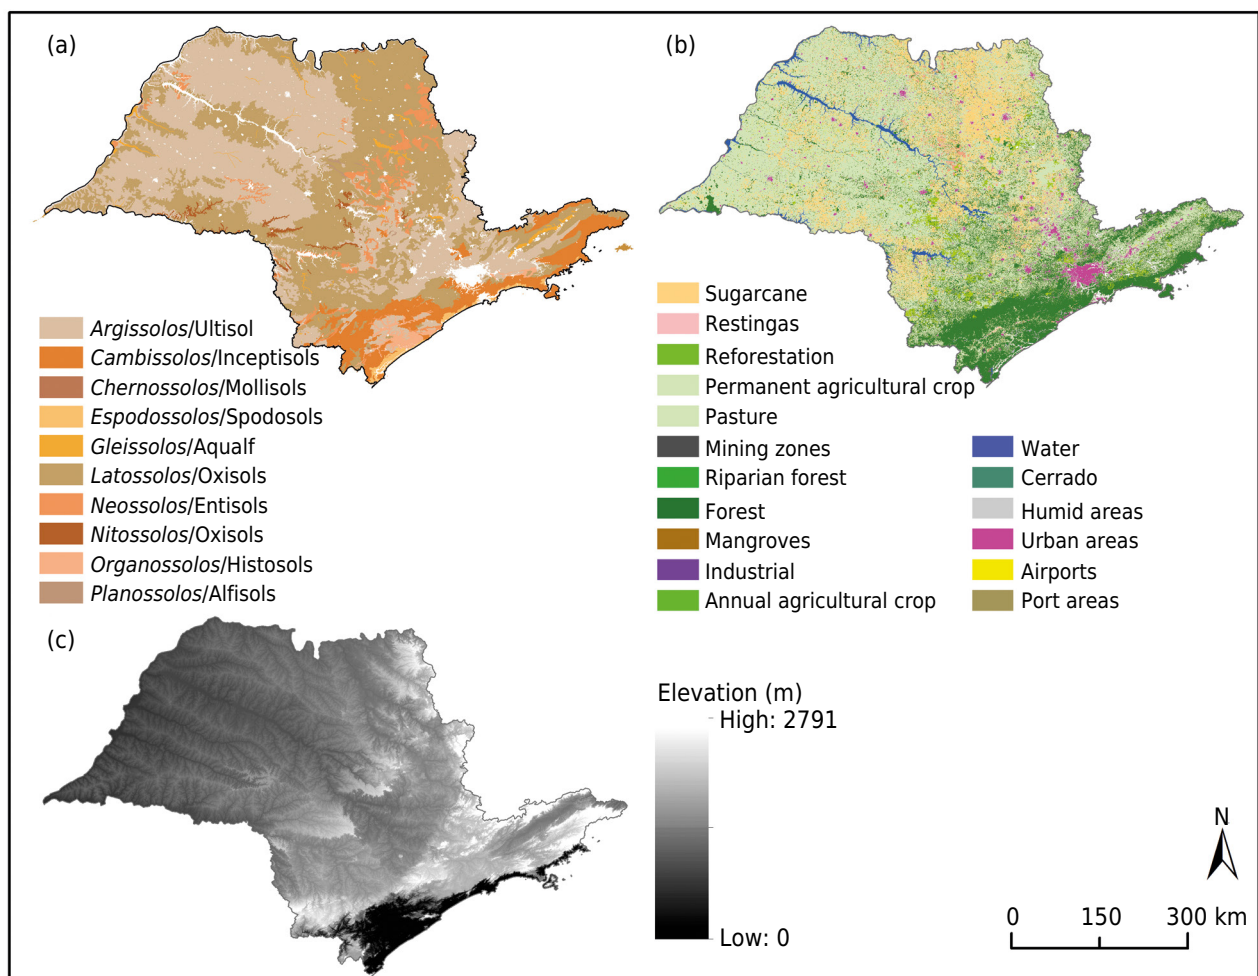 (a)
Argissolos/Ultisol
Cambissolos/Inceptisols
Chernossolos/Mollisols
Espodossolos/Spodosols
Gleissolos/Aqualf
Latossolos/Oxisols
Neossolos/Entisols
Nitossolos/Oxisols
Organossolos/Histosols
Planossolos/Alfisols
(b)
Sugarcane
Restingas
Reforestation
Permanent agricultural crop
Pasture
Mining zones
Riparian forest
Forest
Mangroves
Industrial
Annual agricultural crop
Water
Cerrado
Humid areas
Urban areas
Airports
Port areas
(c)
Elevation (m)
High: 2791
Low: 0
N
0 150 300 km